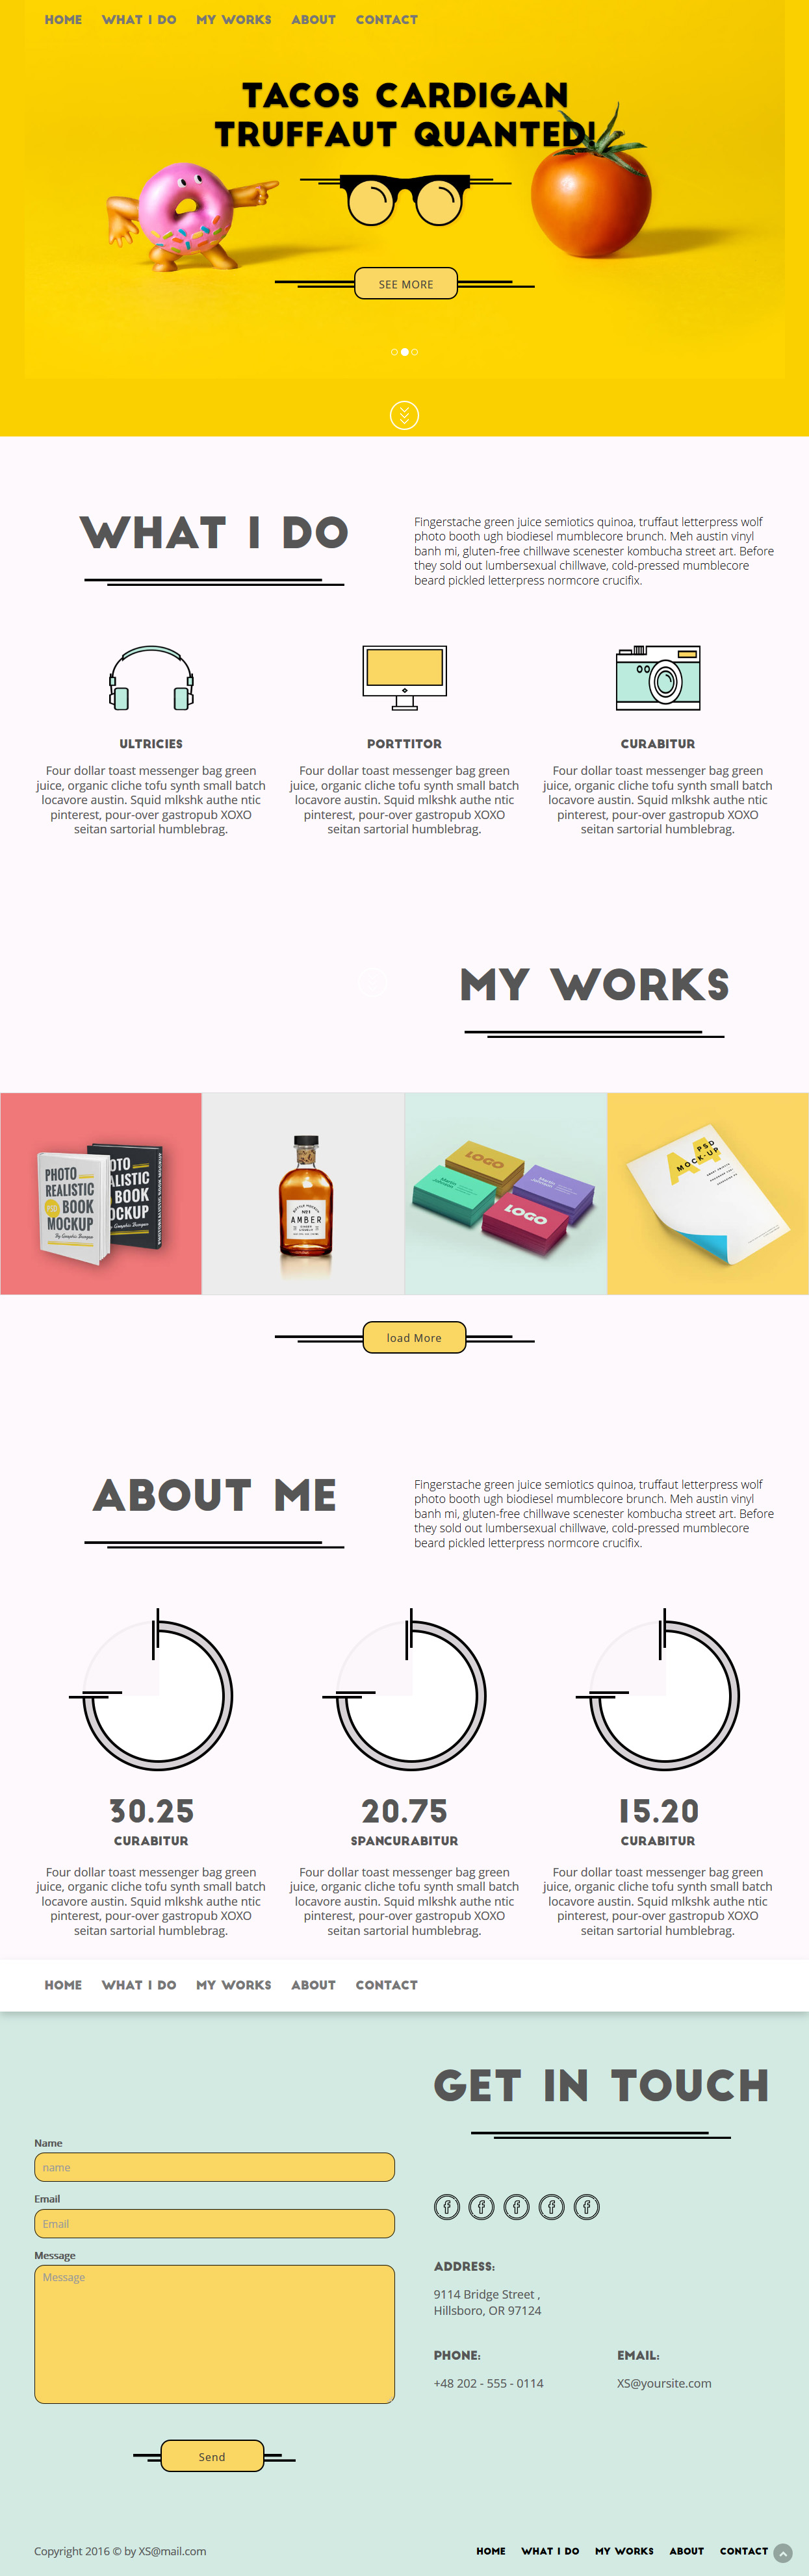 HOME WHAT I DO MY WORKS ABOUT CONTACT
TACOS CARDIGAN
TRUFFAUT QUANTED!
SEE MORE
WHAT I DO
Fingerstache green juice semiotics quinoa, truffaut letterpress wolf
photo booth ugh biodiesel mumblecore brunch. Meh austin vinyl
banh mi, gluten-free chillwave scenester kombucha street art. Before
they sold out lumbersexual chillwave, cold-pressed mumblecore
beard pickled letterpress normcore crucifix.
ULTRICIES
Four dollar toast messenger bag green
juice, organic cliche tofu synth small batch
locavore austin. Squid mlkshk authe ntic
pinterest, pour-over gastropub XOXO
seitan sartorial humblebrag.
PORTTITOR
Four dollar toast messenger bag green
juice, organic cliche tofu synth small batch
locavore austin. Squid mlkshk authe ntic
pinterest, pour-over gastropub XOXO
seitan sartorial humblebrag.
CURABITUR
Four dollar toast messenger bag green
juice, organic cliche tofu synth small batch
locavore austin. Squid mlkshk authe ntic
pinterest, pour-over gastropub XOXO
seitan sartorial humblebrag.
MY WORKS
PHOTO
REALISTIC
BOOK
MOCKUP
OTO
ALISTIC
BOOK
OCKUP
AMBER
LOGO
LOGO
A4
PSD
MOCK-UP
load More
ABOUT ME
Fingerstache green juice semiotics quinoa, truffaut letterpress wolf
photo booth ugh biodiesel mumblecore brunch. Meh austin vinyl
banh mi, gluten-free chillwave scenester kombucha street art. Before
they sold out lumbersexual chillwave, cold-pressed mumblecore
beard pickled letterpress normcore crucifix.
30.25
CURABITUR
Four dollar toast messenger bag green
juice, organic cliche tofu synth small batch
locavore austin. Squid mlkshk authe ntic
pinterest, pour-over gastropub XOXO
seitan sartorial humblebrag.
20.75
SPANCURABITUR
Four dollar toast messenger bag green
juice, organic cliche tofu synth small batch
locavore austin. Squid mlkshk authe ntic
pinterest, pour-over gastropub XOXO
seitan sartorial humblebrag.
15.20
CURABITUR
Four dollar toast messenger bag green
juice, organic cliche tofu synth small batch
locavore austin. Squid mlkshk authe ntic
pinterest, pour-over gastropub XOXO
seitan sartorial humblebrag.
HOME WHAT I DO MY WORKS ABOUT CONTACT
GET IN TOUCH
Name
name
Email
Email
Message
Message
Send
f f f f f
ADDRESS:
9114 Bridge Street ,
Hillsboro, OR 97124
PHONE:
+48 202 - 555 - 0114
EMAIL:
XS@yoursite.com
Copyright 2016 © by XS@mail.com
HOME WHAT I DO MY WORKS ABOUT CONTACT